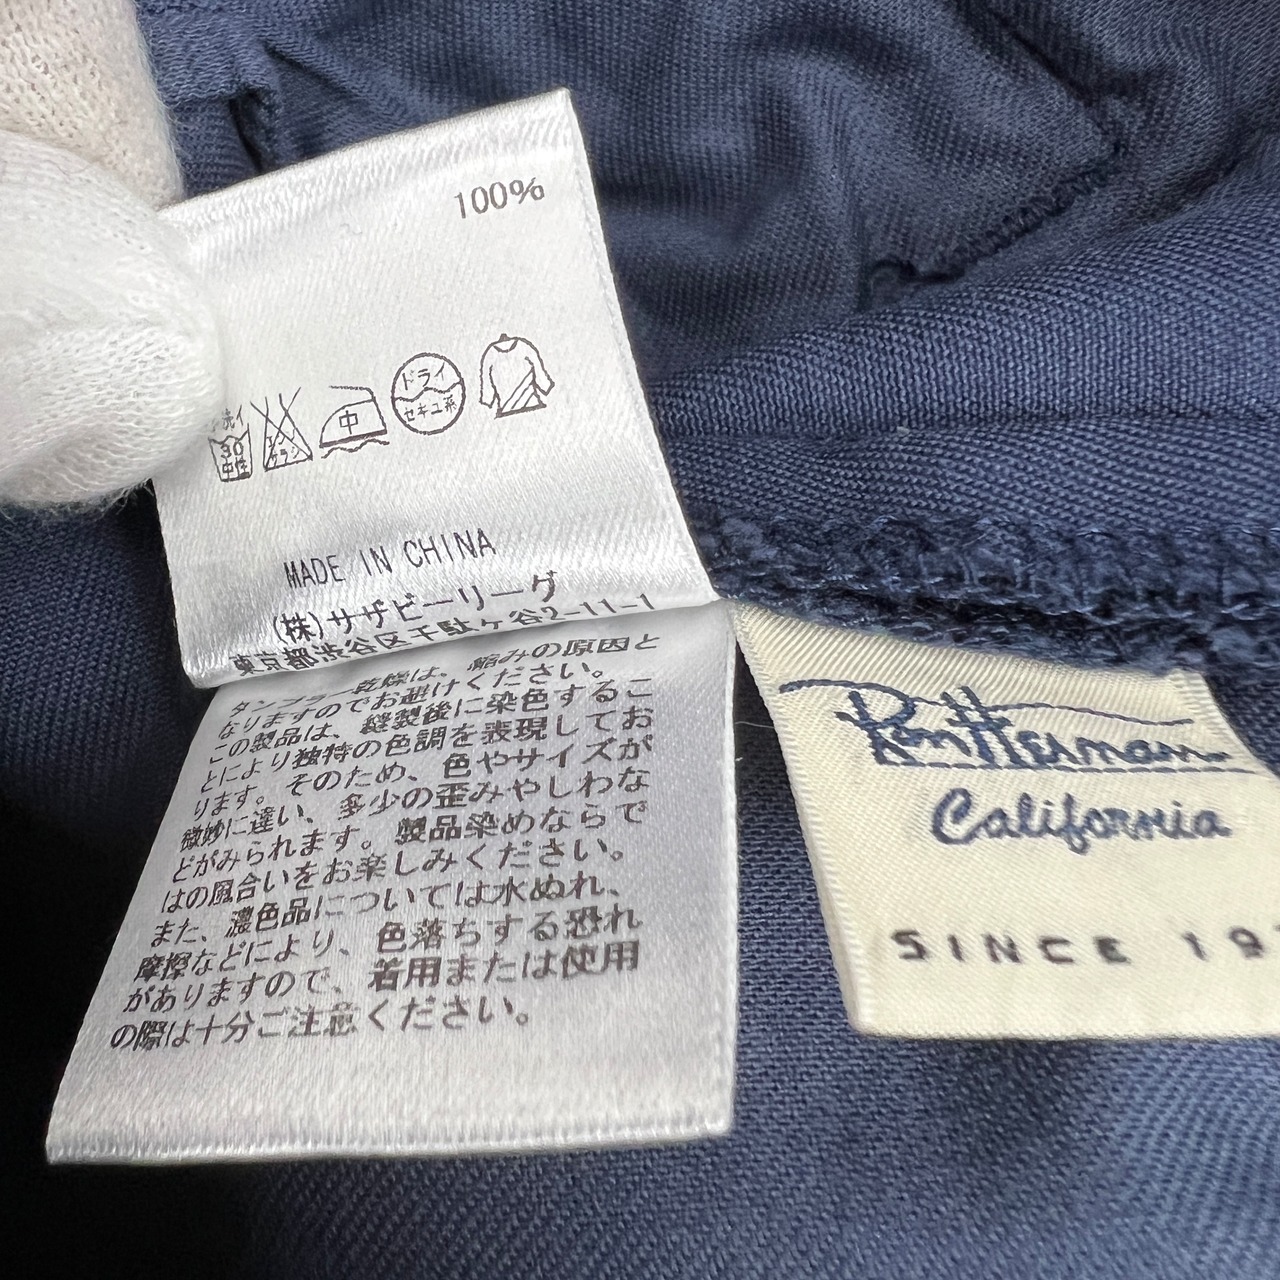 100%
手洗イ
30
中性
エンソ
サラシ
中
ドライ
セキユ系
MADE IN CHINA
(株)サザビーリーグ
東京都渋谷区千駄ヶ谷2-11-1
タンブラー乾燥は、縮みの原因と
なりますのでお避けください。
この製品は、縫製後に染色するこ
とにより独特の色調を表現してお
ります。そのため、色やサイズが
微妙に違い、多少の歪みやしわな
どがみられます。製品染めならで
はの風合いをお楽しみください。
また、濃色品については水ぬれ、
摩擦などにより、色落ちする恐れ
がありますので、着用または使用
の際は十分ご注意ください。
Ron Herman
California
SINCE 19